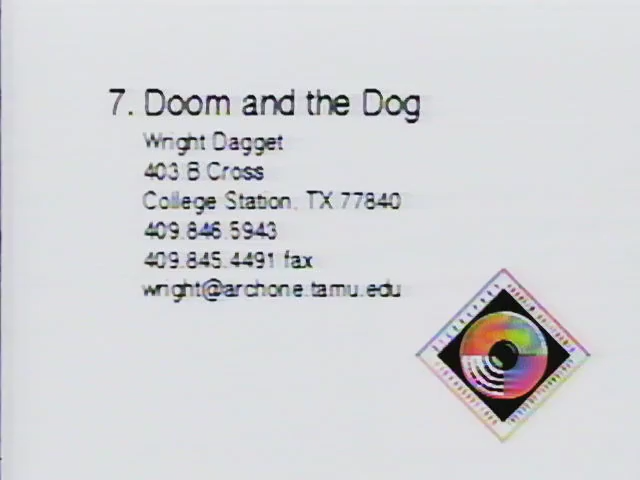 7. Doom and the Dog
Wright Dagget
403 B Cross
College Station, TX 77840
409.846.5943
409.845.4491 fax
wright@archone.tamu.edu